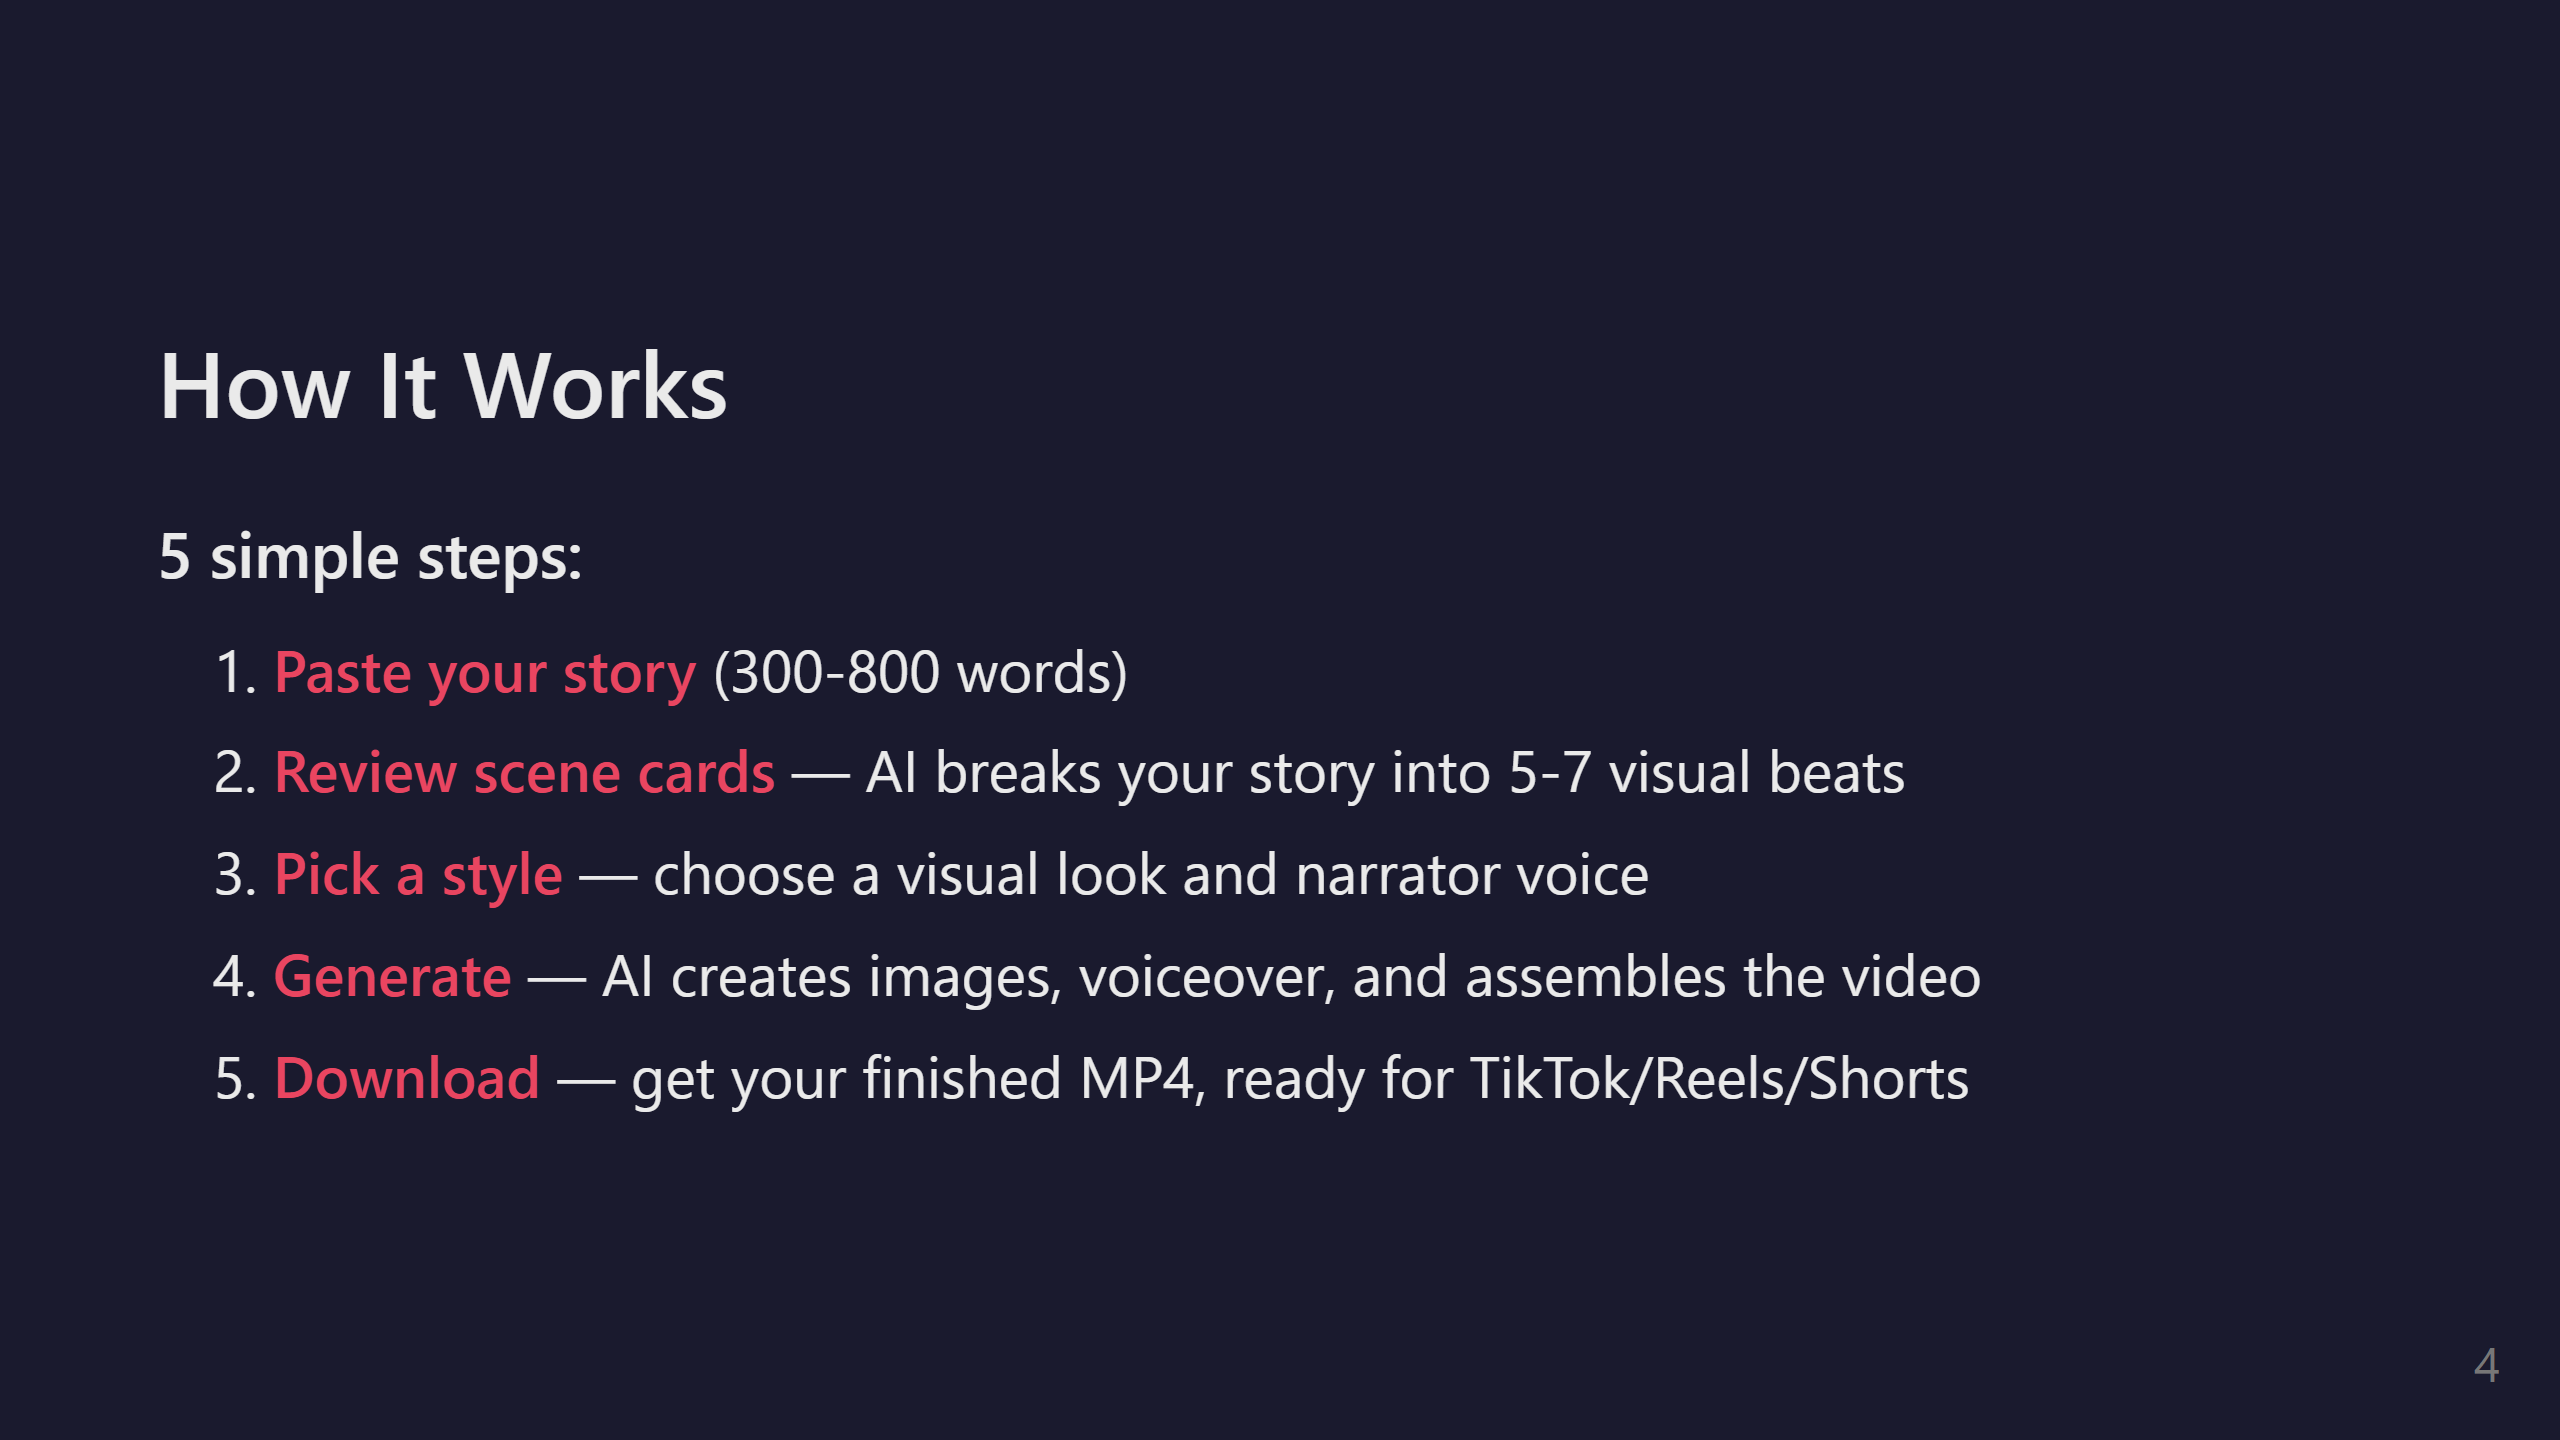 How It Works
5 simple steps:
1. Paste your story (300-800 words)
2. Review scene cards — AI breaks your story into 5-7 visual beats
3. Pick a style — choose a visual look and narrator voice
4. Generate — AI creates images, voiceover, and assembles the video
5. Download — get your finished MP4, ready for TikTok/Reels/Shorts
4